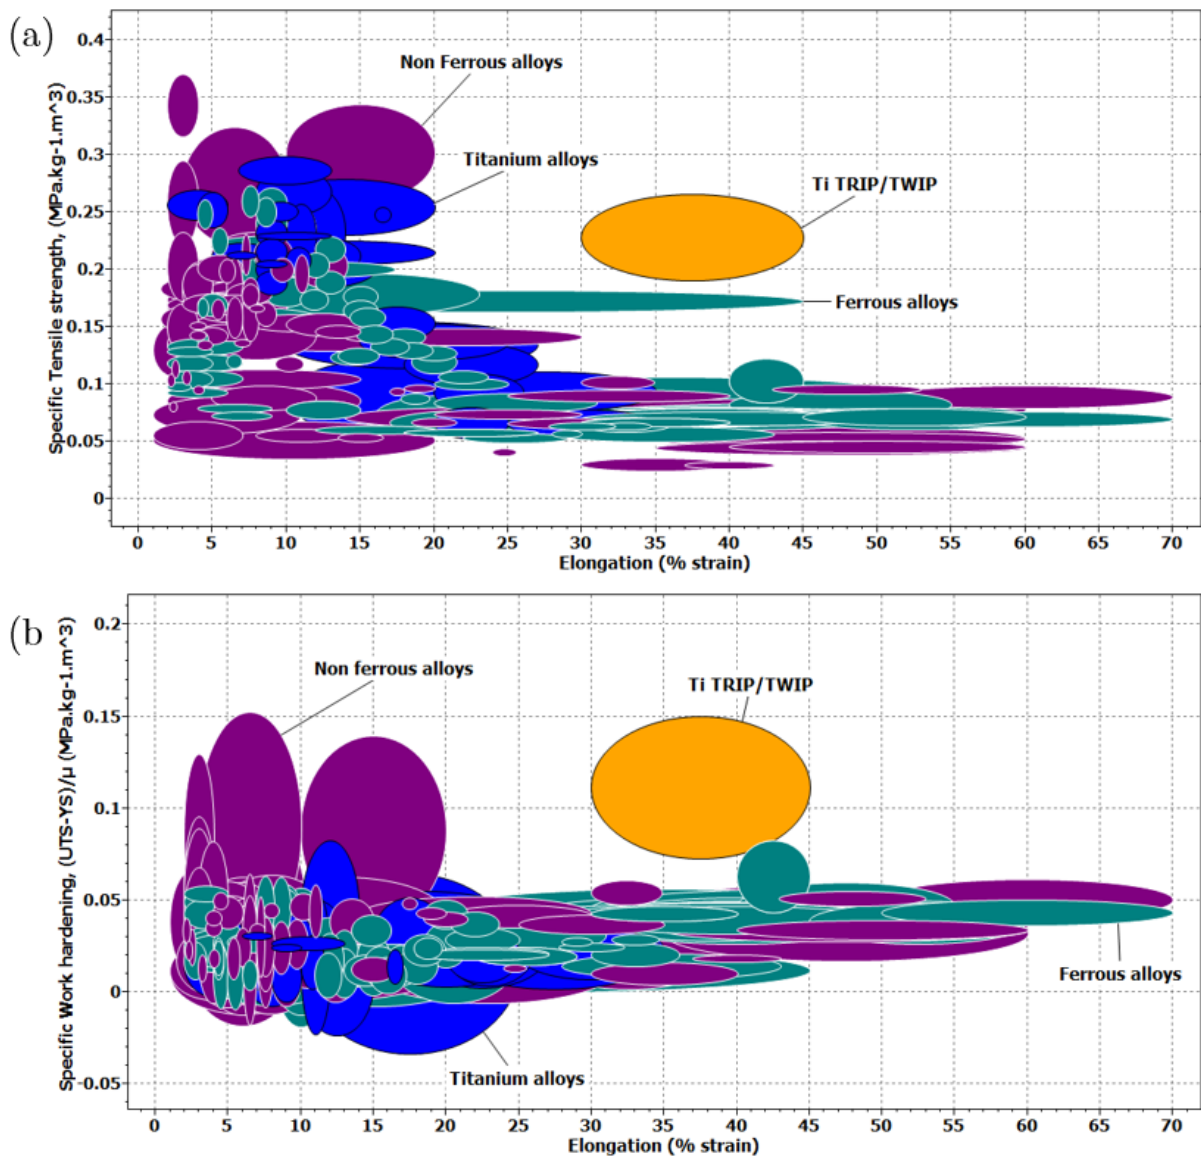 (a)
Specific Tensile strength, (MPa.kg-1.m^3)
0.4
0.35
0.3
0.25
0.2
0.15
0.1
0.05
0
Non Ferrous alloys
Titanium alloys
Ti TRIP/TWIP
Ferrous alloys
0 5 10 15 20 25 30 35 40 45 50 55 60 65 70
Elongation (% strain)
(b
Specific Work hardening, (UTS-YS)/μ (MPa.kg-1.m^3)
0.2
0.15
0.1
0.05
0
-0.05
Non ferrous alloys
Ti TRIP/TWIP
Ferrous alloys
Titanium alloys
0 5 10 15 20 25 30 35 40 45 50 55 60 65 70
Elongation (% strain)